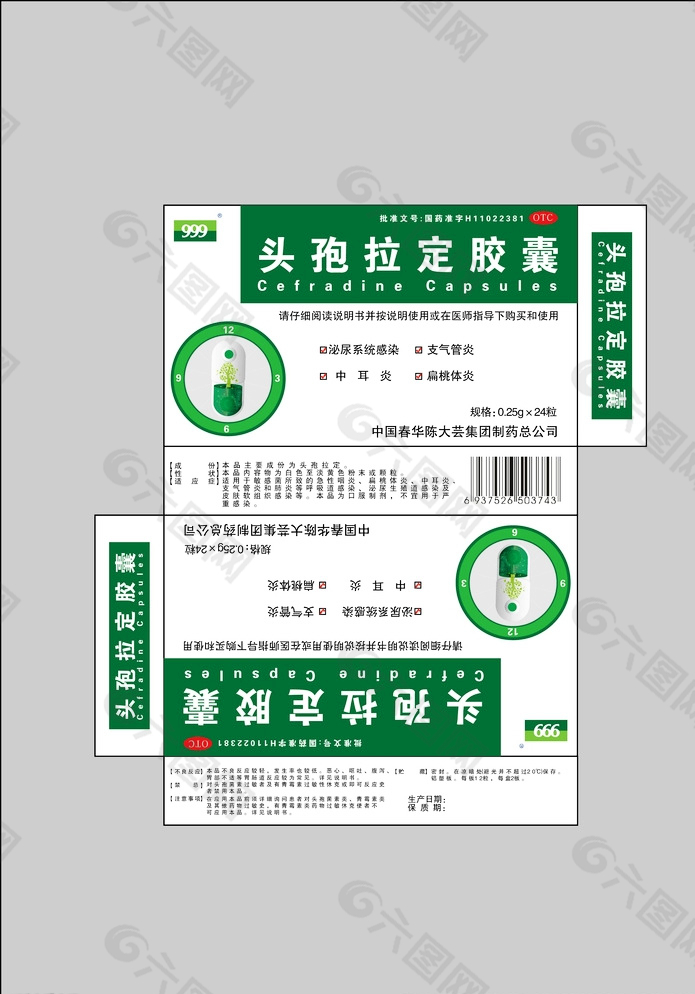 999
®
批准文号:国药准字H11022381 OTC
头孢拉定胶囊
Cefradine Capsules
请仔细阅读说明书并按说明使用或在医师指导下购买和使用
12
9 3
6
泌尿系统感染 支气管炎
中耳炎 扁桃体炎
规格:0.25g×24粒
中国春华陈大芸集团制药总公司
头孢拉定胶囊
Cefradine Capsules
【成 份】本品主要成份为头孢拉定。
【性 状】本品内容物为白色至淡黄色粉末或颗粒。
【适 应 症】适用于敏感菌所致的急性咽炎、扁桃体炎、中耳炎、
支气管炎和肺炎等呼吸道感染、泌尿生殖道感染及
皮肤软组织感染等。本品为口服制剂,不宜用于严
重感染。
6 937526 503743
头孢拉定胶囊
Cefradine Capsules
中国春华陈大芸集团制药总公司
规格:0.25g×24粒
中耳炎 扁桃体炎
泌尿系统感染 支气管炎
12
9 3
6
请仔细阅读说明书并按说明使用或在医师指导下购买和使用
Cefradine Capsules
头孢拉定胶囊
批准文号:国药准字H11022381 OTC
999
®
【不良反应】本品不良反应较轻,发生率也较低。恶心、呕吐、腹泻、
胃部不适等胃肠道反应较为常见。详见说明书。
【禁 忌】对头孢菌素过敏者及有青霉素过敏性休克或即可反应史
者禁用本品。
【注意事项】在应用本品前须详细询问患者对头孢菌素类、青霉素类
及其他药物过敏史,有青霉素类药物过敏休克使者不
可应用本品。详见说明书。
【贮 藏】密封,在凉暗处(避光并不超过20℃)保存。
铝塑板。每板12粒,每盒2板。
生产日期:
保 质 期:
六图网